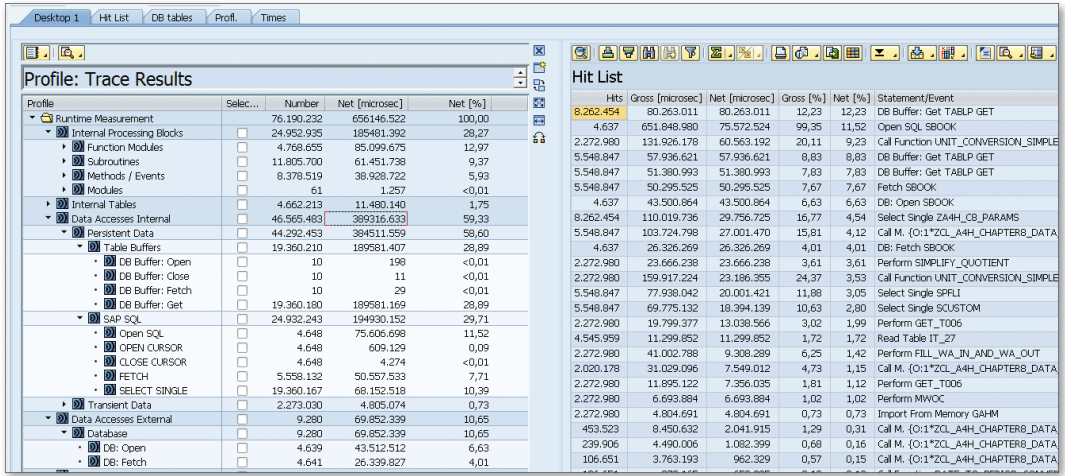 Desktop 1 Hit List DB tables Profl. Times
Profile: Trace Results
Profile Selec... Number Net [microsec] Net [%]
Runtime Measurement 76.190.232 656146.522 100,00
Internal Processing Blocks 24.952.935 185481.392 28,27
Function Modules 4.768.655 85.099.675 12,97
Subroutines 11.805.700 61.451.738 9,37
Methods / Events 8.378.519 38.928.722 5,93
Modules 61 1.257 <0,01
Internal Tables 4.662.213 11.480.140 1,75
Data Accesses Internal 46.565.483 389316.633 59,33
Persistent Data 44.292.453 384511.559 58,60
Table Buffers 19.360.210 189581.407 28,89
DB Buffer: Open 10 198 <0,01
DB Buffer: Close 10 11 <0,01
DB Buffer: Fetch 10 29 <0,01
DB Buffer: Get 19.360.180 189581.169 28,89
SAP SQL 24.932.243 194930.152 29,71
Open SQL 4.648 75.606.698 11,52
OPEN CURSOR 4.648 609.129 0,09
CLOSE CURSOR 4.648 4.274 <0,01
FETCH 5.558.132 50.557.533 7,71
SELECT SINGLE 19.360.167 68.152.518 10,39
Transient Data 2.273.030 4.805.074 0,73
Data Accesses External 9.280 69.852.339 10,65
Database 9.280 69.852.339 10,65
DB: Open 4.639 43.512.512 6,63
DB: Fetch 4.641 26.339.827 4,01
Hit List
Hits Gross [microsec] Net [microsec] Gross [%] Net [%] Statement/Event
8.262.454 80.263.011 80.263.011 12,23 12,23 DB Buffer: Get TABLP GET
4.637 651.848.980 75.572.524 99,35 11,52 Open SQL SBOOK
2.272.980 131.926.178 60.563.192 20,11 9,23 Call Function UNIT_CONVERSION_SIMPLE
5.548.847 57.936.621 57.936.621 8,83 8,83 DB Buffer: Get TABLP GET
5.548.847 51.380.993 51.380.993 7,83 7,83 DB Buffer: Get TABLP GET
5.548.847 50.295.525 50.295.525 7,67 7,67 Fetch SBOOK
4.637 43.500.864 43.500.864 6,63 6,63 DB: Open SBOOK
8.262.454 110.019.736 29.756.725 16,77 4,54 Select Single ZA4H_C8_PARAMS
5.548.847 103.724.798 27.001.470 15,81 4,12 Call M. {O:1*ZCL_A4H_CHAPTER8_DATA
4.637 26.326.269 26.326.269 4,01 4,01 DB: Fetch SBOOK
2.272.980 23.666.238 23.666.238 3,61 3,61 Perform SIMPLIFY_QUOTIENT
2.272.980 159.917.224 23.186.355 24,37 3,53 Call Function UNIT_CONVERSION_SIMPLE
5.548.847 77.938.042 20.001.421 11,88 3,05 Select Single SPFLI
5.548.847 69.775.132 18.394.139 10,63 2,80 Select Single SCUSTOM
2.272.980 19.799.377 13.038.566 3,02 1,99 Perform GET_T006
4.545.959 11.299.852 11.299.852 1,72 1,72 Read Table IT_27
2.272.980 41.002.788 9.308.289 6,25 1,42 Perform FILL_WA_IN_AND_WA_OUT
2.020.178 31.029.096 7.549.012 4,73 1,15 Call M. {O:1*ZCL_A4H_CHAPTER8_DATA
2.272.980 11.895.122 7.356.035 1,81 1,12 Perform GET_T006
2.272.980 6.693.884 6.693.884 1,02 1,02 Perform MWOC
2.272.980 4.804.691 4.804.691 0,73 0,73 Import From Memory GAHM
453.523 8.450.632 2.041.915 1,29 0,31 Call M. {O:1*ZCL_A4H_CHAPTER8_DATA
239.906 4.490.006 1.082.399 0,68 0,16 Call M. {O:1*ZCL_A4H_CHAPTER8_DATA
106.651 3.763.193 962.329 0,57 0,15 Call M. {O:1*ZCL_A4H_CHAPTER8_DATA